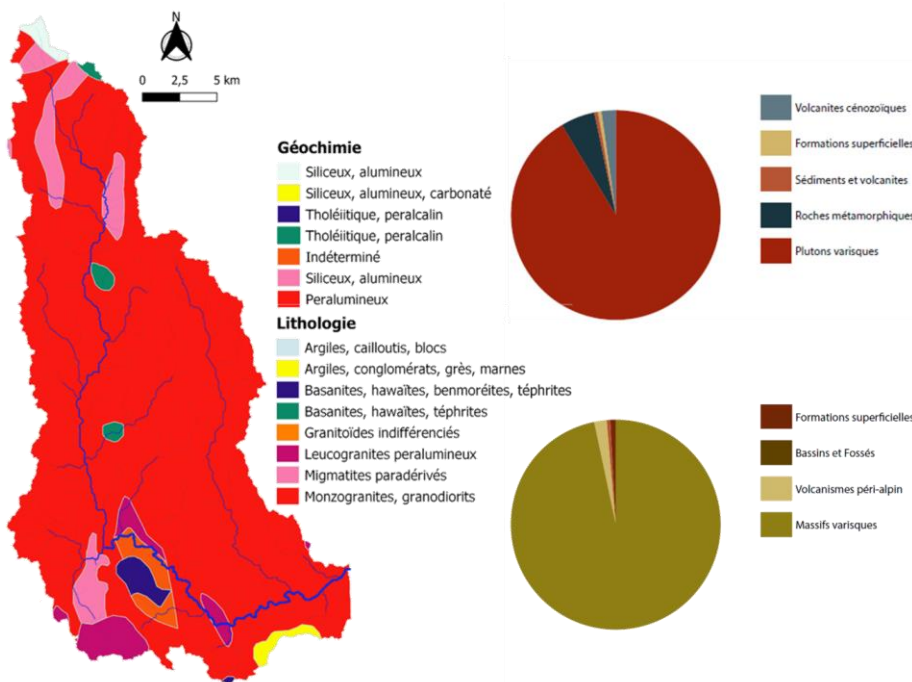 N
0 2,5 5 km
Géochimie
Siliceux, alumineux
Siliceux, alumineux, carbonaté
Tholéiitique, peralcalin
Tholéiitique, peralcalin
Indéterminé
Siliceux, alumineux
Peralumineux
Lithologie
Argiles, cailloutis, blocs
Argiles, conglomérats, grès, marnes
Basanites, hawaïtes, benmoréites, téphrites
Basanites, hawaïtes, téphrites
Granitoïdes indifférenciés
Leucogranites peralumineux
Migmatites paradérivés
Monzogranites, granodiorits
Volcanites cénozoïques
Formations superficielles
Sédiments et volcanites
Roches métamorphiques
Plutons varisques
Formations superficielles
Bassins et Fossés
Volcanismes péri-alpin
Massifs varisques